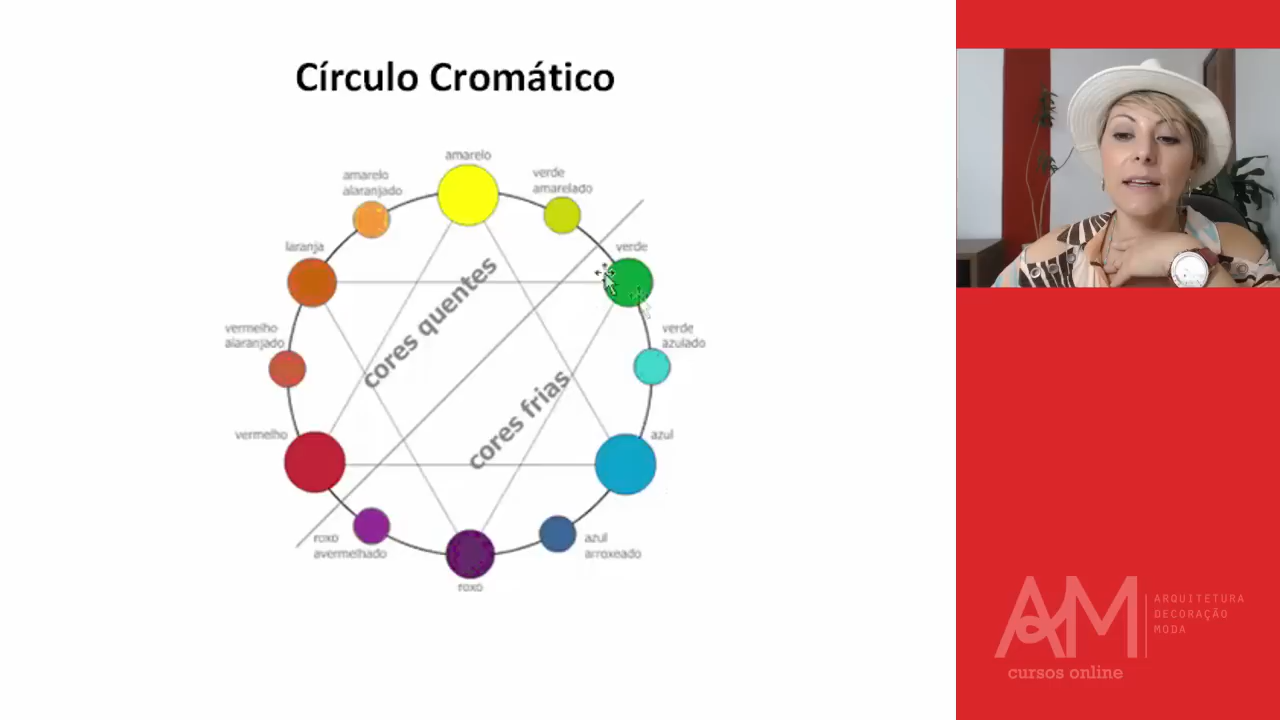 Círculo Cromático
amarelo
amarelo
alaranjado
verde
amarelado
laranja
verde
cores quentes
vermelho
alaranjado
verde
azulado
cores frias
vermelho
azul
roxo
avermelhado
azul
arroxeado
roxo
AM
ARQUITETURA
DECORAÇÃO
MODA
cursos online